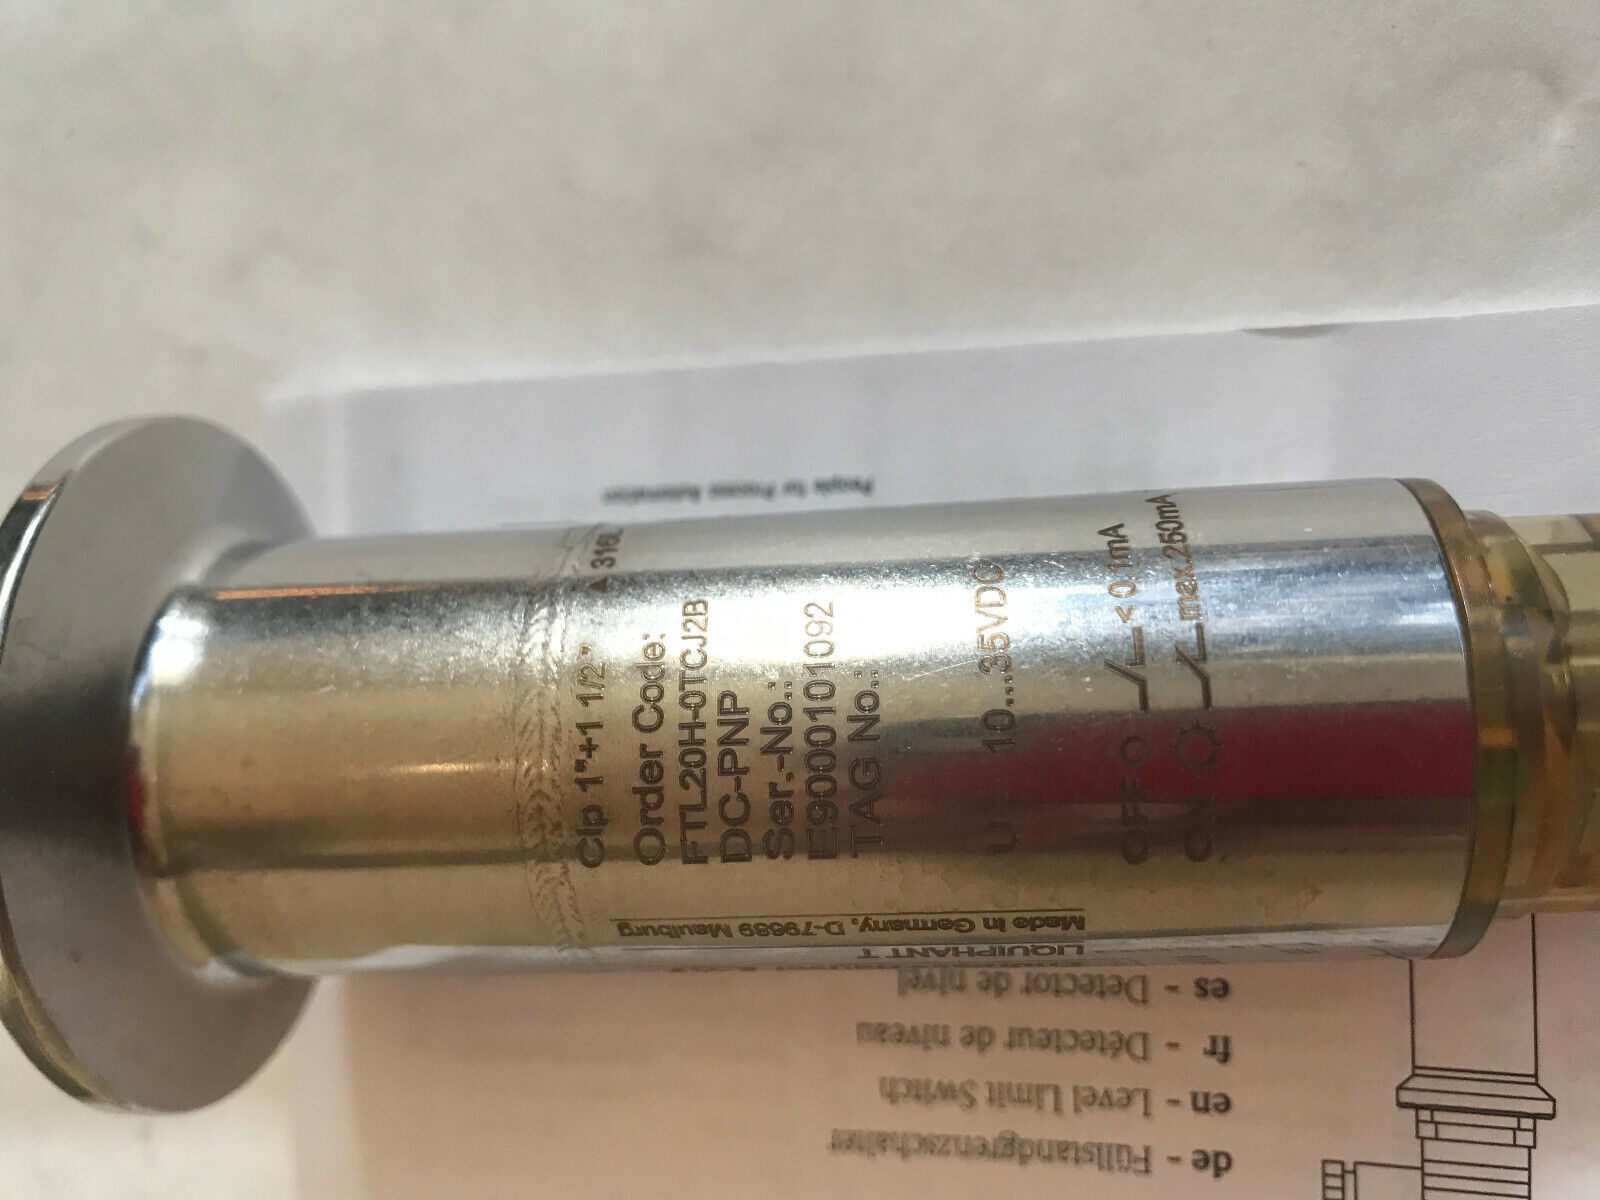 Clp 1"+1 1/2" ▲ 316L
Order Code:
FTL20H-0TCJ2B
DC-PNP
Ser.-No.:
E9000101092
TAG No.:
U 10...35VDC
OFF < 0.1mA
ON max.250mA
LIQUIPHANT T
Made in Germany, D-79689 Maulburg
People for Process Automation
de - Füllstandgrenzschalter
en - Level Limit Switch
fr - Détecteur de niveau
es - Detector de nivel